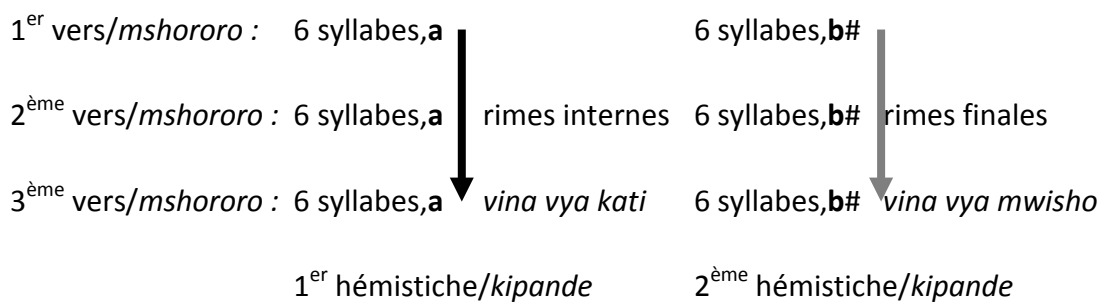 1er vers/mshororo : 6 syllabes,a 6 syllabes,b#
2ème vers/mshororo : 6 syllabes,a rimes internes 6 syllabes,b# rimes finales
3ème vers/mshororo : 6 syllabes,a vina vya kati 6 syllabes,b# vina vya mwisho
1er hémistiche/kipande 2ème hémistiche/kipande